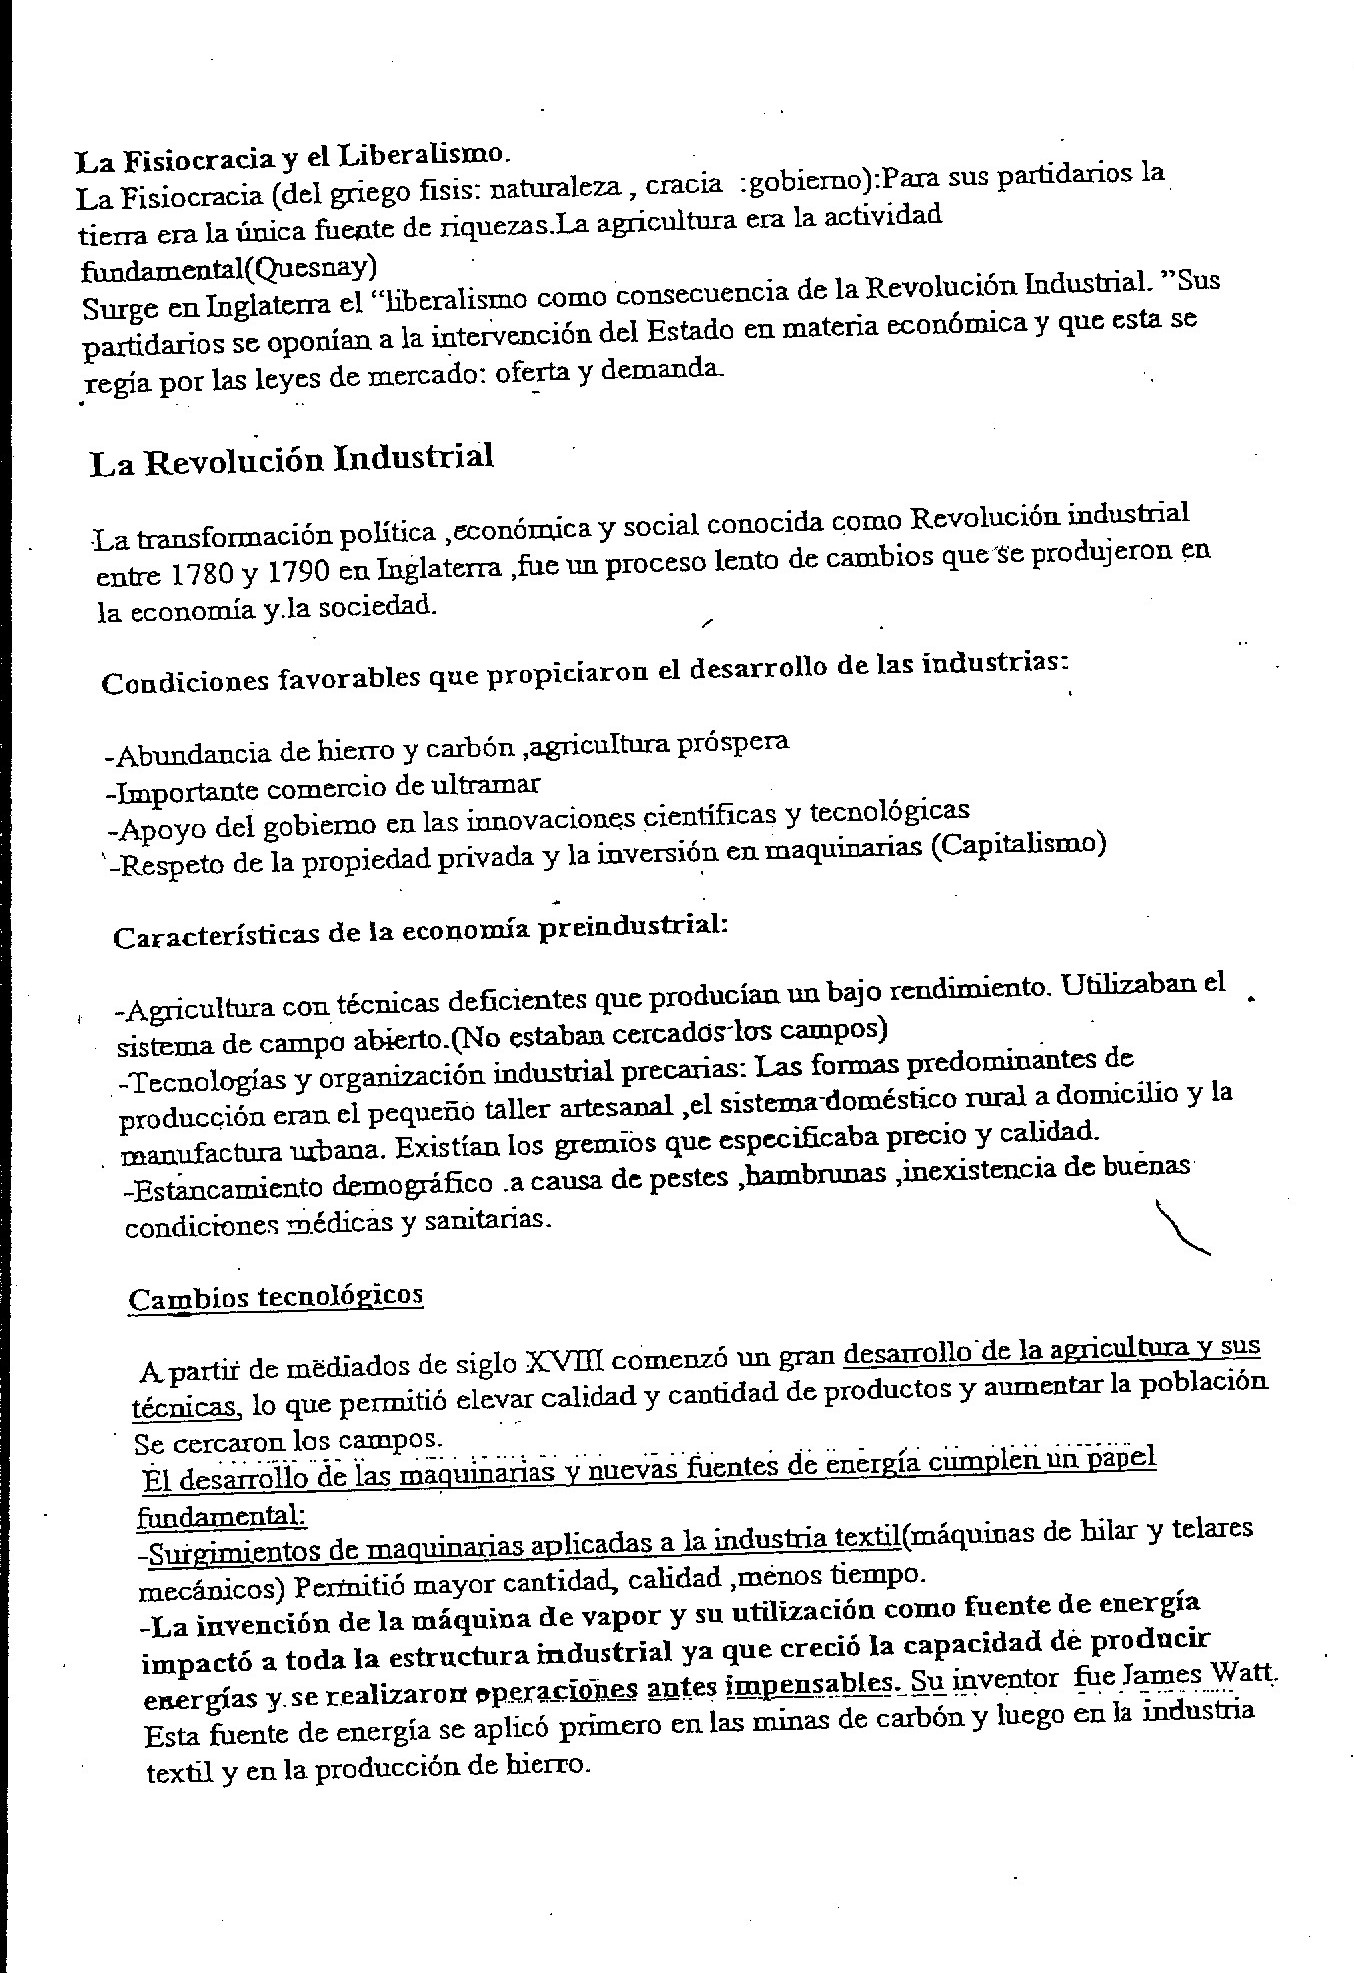 La Fisiocracia y el Liberalismo.
La Fisiocracia (del griego fisis: naturaleza , cracia :gobierno):Para sus partidarios la
tierra era la única fuente de riquezas.La agricultura era la actividad
fundamental(Quesnay)
Surge en Inglaterra el “liberalismo como consecuencia de la Revolución Industrial. ”Sus
partidarios se oponían a la intervención del Estado en materia económica y que esta se
regía por las leyes de mercado: oferta y demanda.
La Revolución Industrial
La transformación política ,económica y social conocida como Revolución industrial
entre 1780 y 1790 en Inglaterra ,fue un proceso lento de cambios que se produjeron en
la economía y la sociedad.
Condiciones favorables que propiciaron el desarrollo de las industrias:
-Abundancia de hierro y carbón ,agricultura próspera
-Importante comercio de ultramar
-Apoyo del gobierno en las innovaciones científicas y tecnológicas
-Respeto de la propiedad privada y la inversión en maquinarias (Capitalismo)
Características de la economía preindustrial:
-Agricultura con técnicas deficientes que producían un bajo rendimiento. Utilizaban el
sistema de campo abierto.(No estaban cercados los campos)
-Tecnologías y organización industrial precarias: Las formas predominantes de
producción eran el pequeño taller artesanal ,el sistema doméstico rural a domicilio y la
manufactura urbana. Existían los gremios que especificaba precio y calidad.
-Estancamiento demográfico .a causa de pestes ,hambrunas ,inexistencia de buenas
condiciones médicas y sanitarias.
Cambios tecnológicos
A partir de mediados de siglo XVIII comenzó un gran desarrollo de la agricultura y sus
técnicas, lo que permitió elevar calidad y cantidad de productos y aumentar la población
Se cercaron los campos.
El desarrollo de las maquinarias y nuevas fuentes de energía cumplen un papel
fundamental:
-Surgimientos de maquinarias aplicadas a la industria textil(máquinas de hilar y telares
mecánicos) Permitió mayor cantidad, calidad ,menos tiempo.
-La invención de la máquina de vapor y su utilización como fuente de energía
impactó a toda la estructura industrial ya que creció la capacidad de producir
energías y se realizaron operaciones antes impensables. Su inventor fue James Watt.
Esta fuente de energía se aplicó primero en las minas de carbón y luego en la industria
textil y en la producción de hierro.